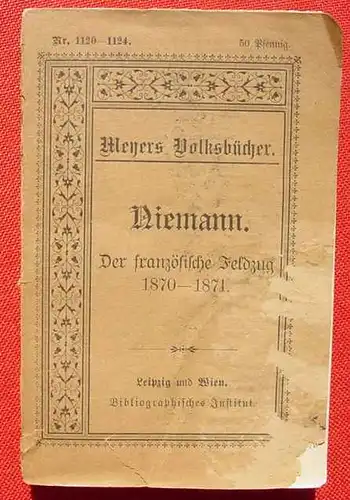 Nr. 1120—1124. 50 Pfennig.
Meyers Volksbücher.
Niemann.
Der französische Feldzug
1870—1871.
Leipzig und Wien.
Bibliographisches Institut.